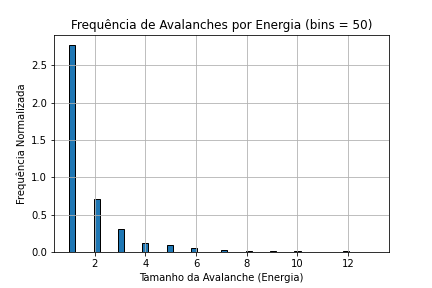 Frequência de Avalanches por Energia (bins = 50)
Frequência Normalizada
2.5
2.0
1.5
1.0
0.5
0.0
2 4 6 8 10 12
Tamanho da Avalanche (Energia)